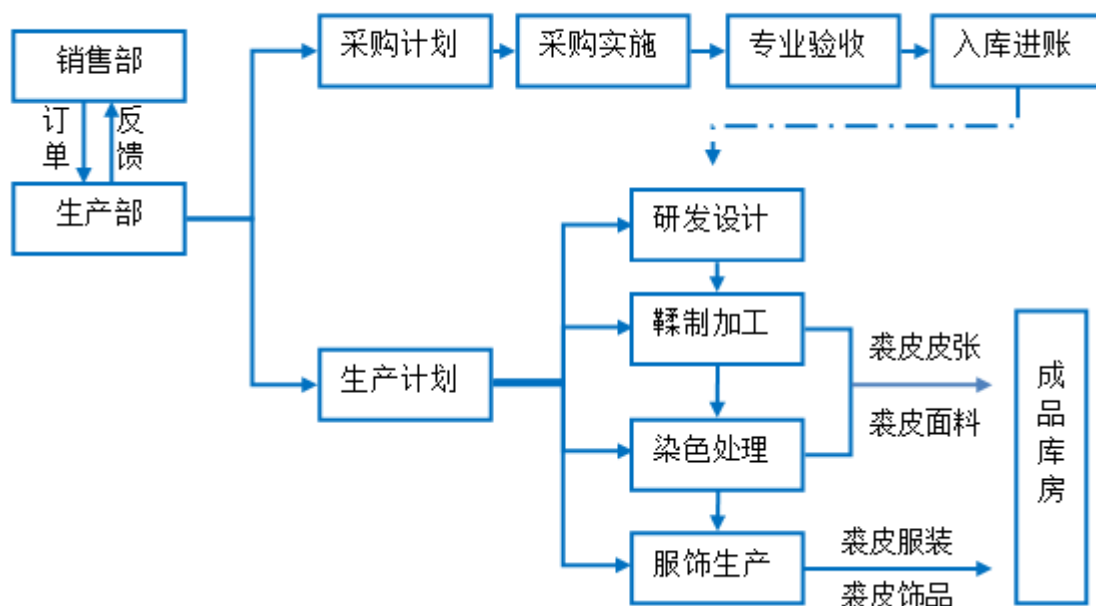 销售部
采购计划
采购实施
专业验收
入库进账
订单
反馈
生产部
研发设计
鞣制加工
裘皮皮张
生产计划
裘皮面料
染色处理
成品库房
裘皮服装
服饰生产
裘皮饰品